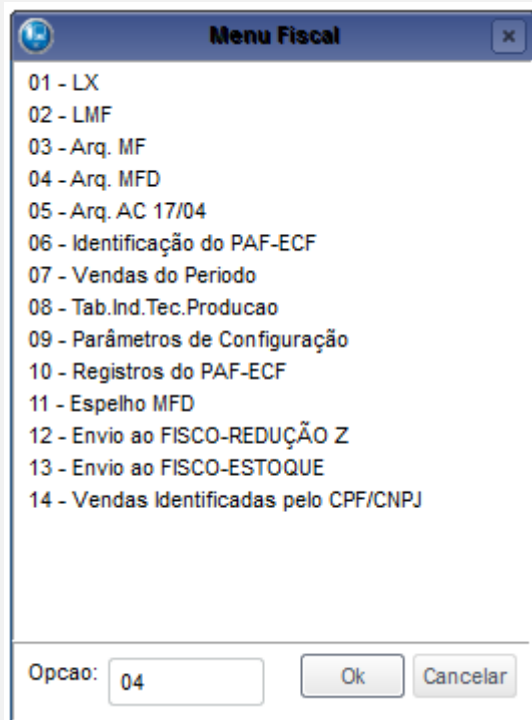 Menu Fiscal
01 - LX
02 - LMF
03 - Arq. MF
04 - Arq. MFD
05 - Arq. AC 17/04
06 - Identificação do PAF-ECF
07 - Vendas do Periodo
08 - Tab.Ind.Tec.Producao
09 - Parâmetros de Configuração
10 - Registros do PAF-ECF
11 - Espelho MFD
12 - Envio ao FISCO-REDUÇÃO Z
13 - Envio ao FISCO-ESTOQUE
14 - Vendas Identificadas pelo CPF/CNPJ
Opcao: 04 Ok Cancelar